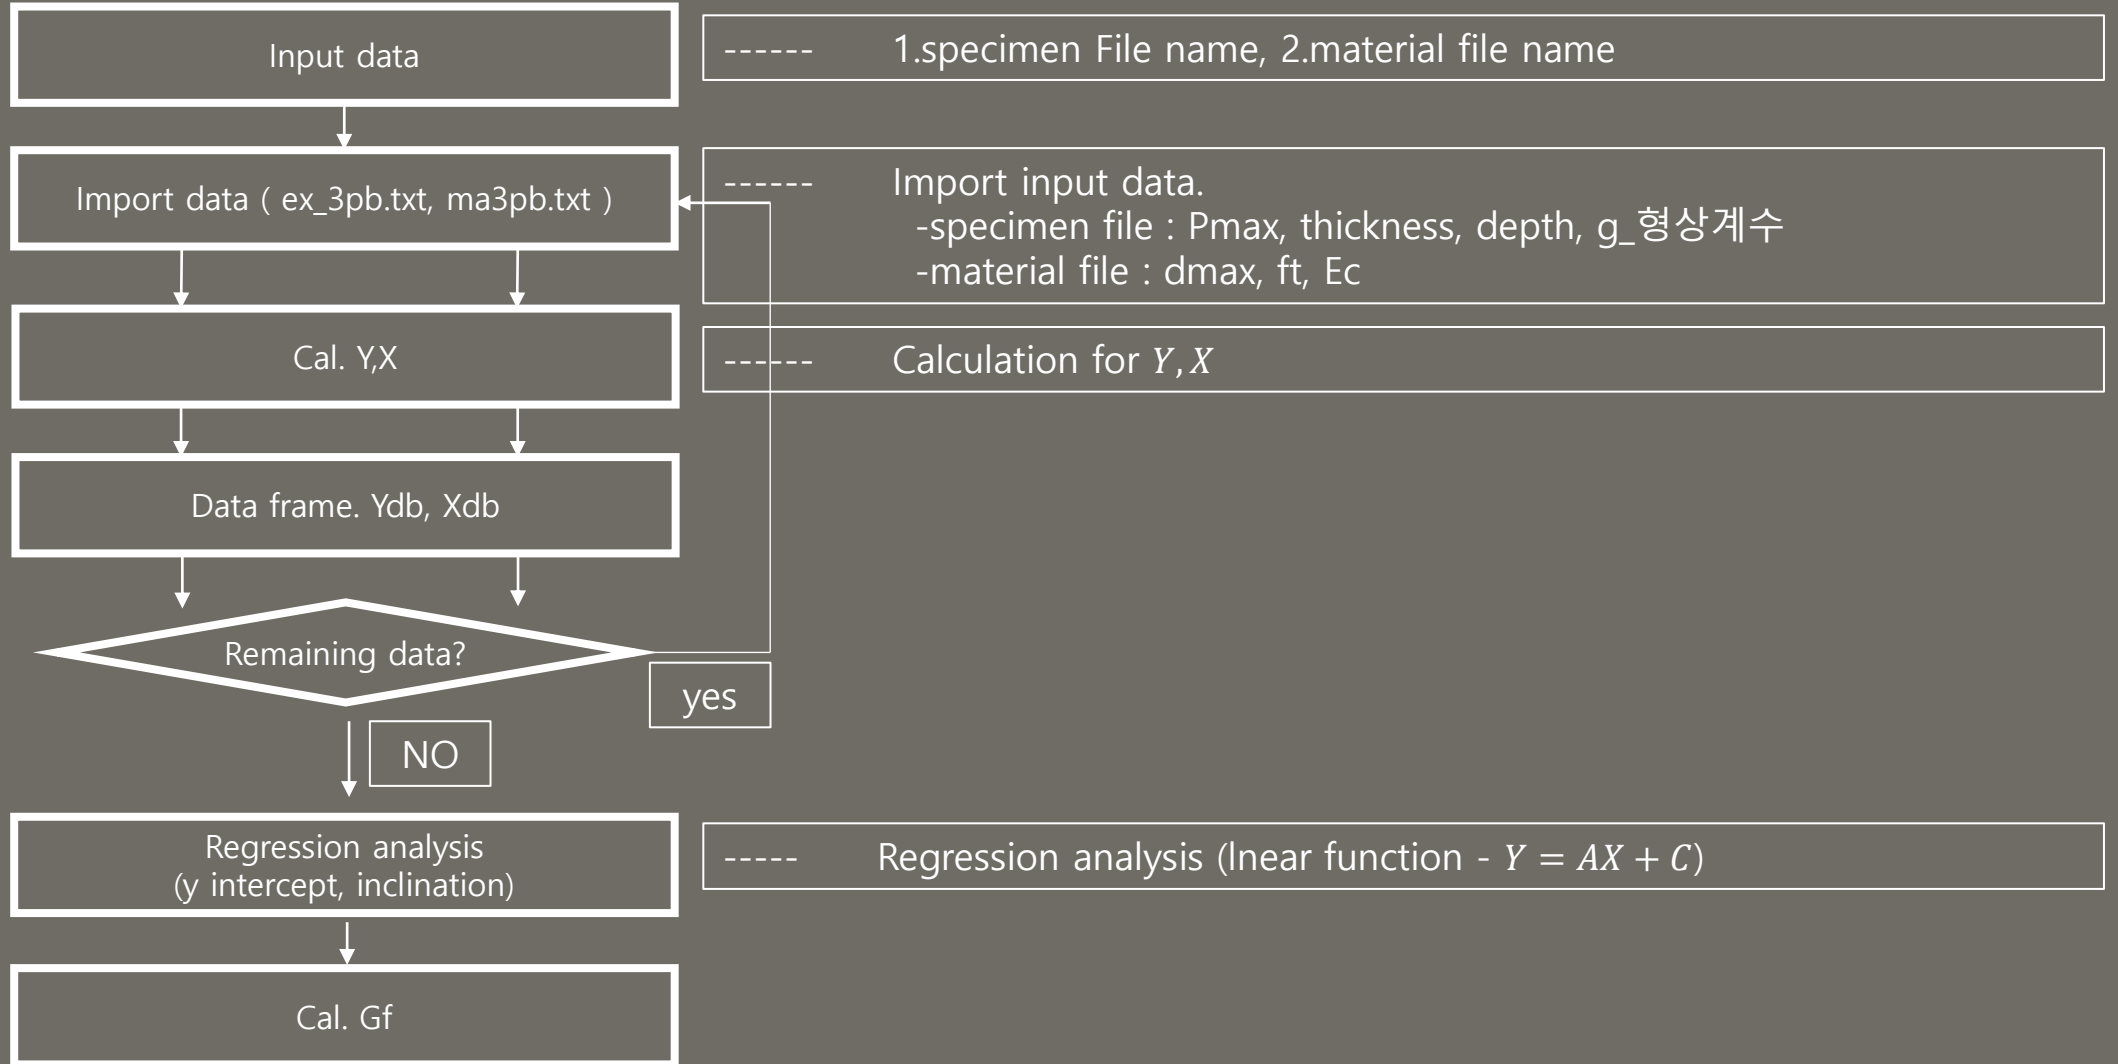 Input data
------ 1.specimen File name, 2.material file name
Import data ( ex_3pb.txt, ma3pb.txt )
------ Import input data.
-specimen file : Pmax, thickness, depth, g_형상계수
-material file : dmax, ft, Ec
Cal. Y,X
------ Calculation for Y, X
Data frame. Ydb, Xdb
Remaining data?
yes
NO
Regression analysis
(y intercept, inclination)
----- Regression analysis (lnear function - Y = AX + C)
Cal. Gf